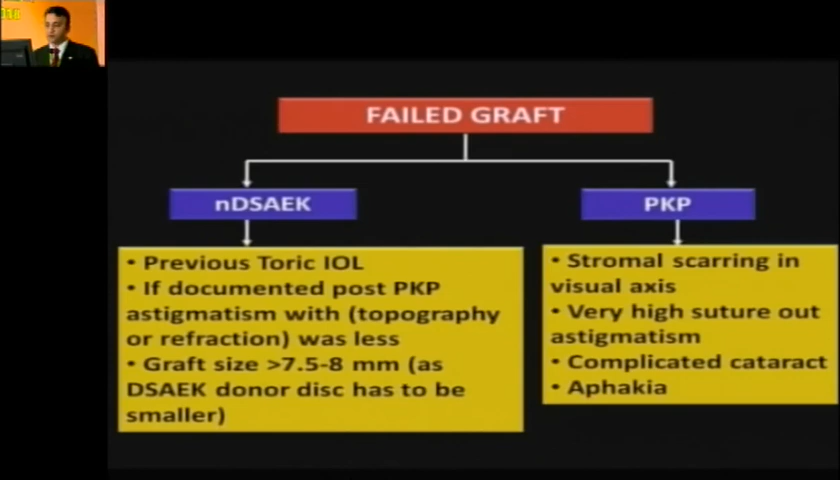 FAILED GRAFT
nDSAEK
PKP
• Previous Toric IOL
• If documented post PKP
astigmatism with (topography
or refraction) was less
• Graft size >7.5-8 mm (as
DSAEK donor disc has to be
smaller)
• Stromal scarring in
visual axis
• Very high suture out
astigmatism
• Complicated cataract
• Aphakia